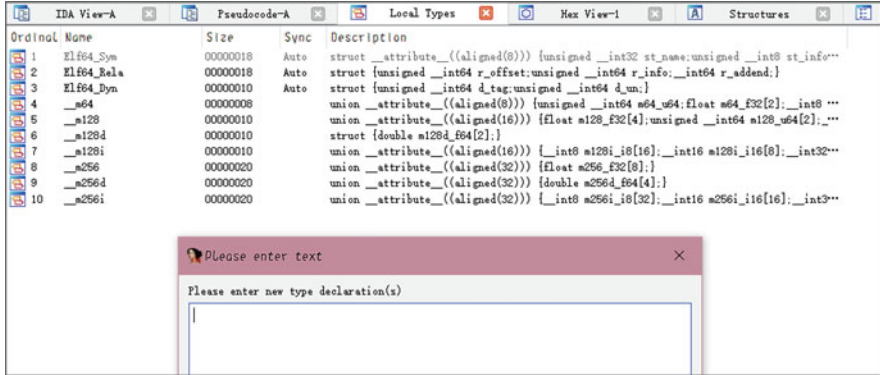 IDA View-A Pseudocode-A Local Types Hex View-1 Structures
Ordinal Name Size Sync Description
1 Elf64_Sym 00000018 Auto struct __attribute__((aligned(8))) {unsigned __int32 st_name;unsigned __int8 st_info…
2 Elf64_Rela 00000018 Auto struct {unsigned __int64 r_offset;unsigned __int64 r_info;__int64 r_addend;}
3 Elf64_Dyn 00000010 Auto struct {unsigned __int64 d_tag;unsigned __int64 d_un;}
4 __m64 00000008 union __attribute__((aligned(8))) {unsigned __int64 m64_u64;float m64_f32[2];__int8 …
5 __m128 00000010 union __attribute__((aligned(16))) {float m128_f32[4];unsigned __int64 m128_u64[2];_…
6 __m128d 00000010 struct {double m128d_f64[2];}
7 __m128i 00000010 union __attribute__((aligned(16))) {__int8 m128i_i8[16];__int16 m128i_i16[8];__int32…
8 __m256 00000020 union __attribute__((aligned(32))) {float m256_f32[8];}
9 __m256d 00000020 union __attribute__((aligned(32))) {double m256d_f64[4];}
10 __m256i 00000020 union __attribute__((aligned(32))) {__int8 m256i_i8[32];__int16 m256i_i16[16];__int3…
Please enter text
Please enter new type declaration(s)